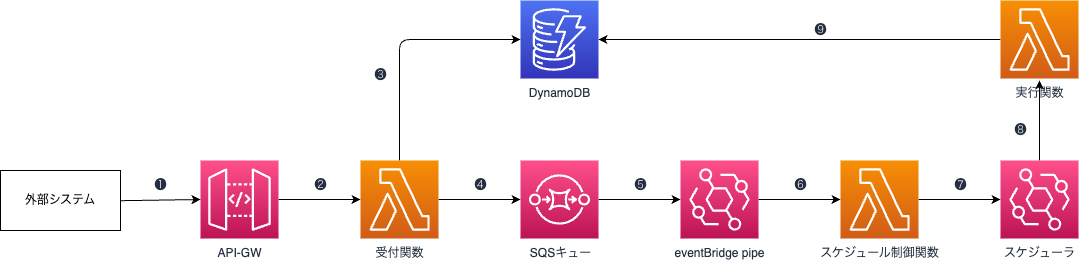 ❾
DynamoDB
実行関数
❸
❽
外部システム
❶
❷
❹
❺
❻
❼
API-GW
受付関数
SQSキュー
eventBridge pipe
スケジュール制御関数
スケジューラ